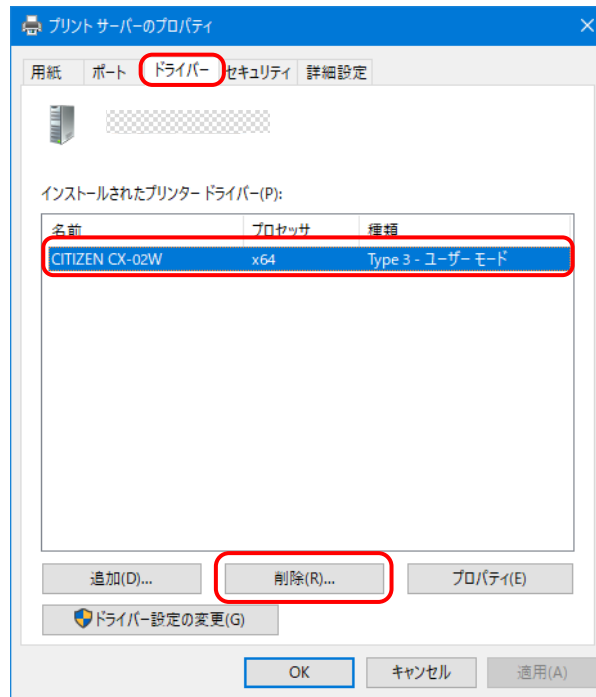 プリント サーバーのプロパティ
用紙 ポート ドライバー セキュリティ 詳細設定
インストールされたプリンター ドライバー(P):
名前 プロセッサ 種類
CITIZEN CX-02W x64 Type 3 - ユーザー モード
追加(D)... 削除(R)... プロパティ(E)
ドライバー設定の変更(G)
OK キャンセル 適用(A)